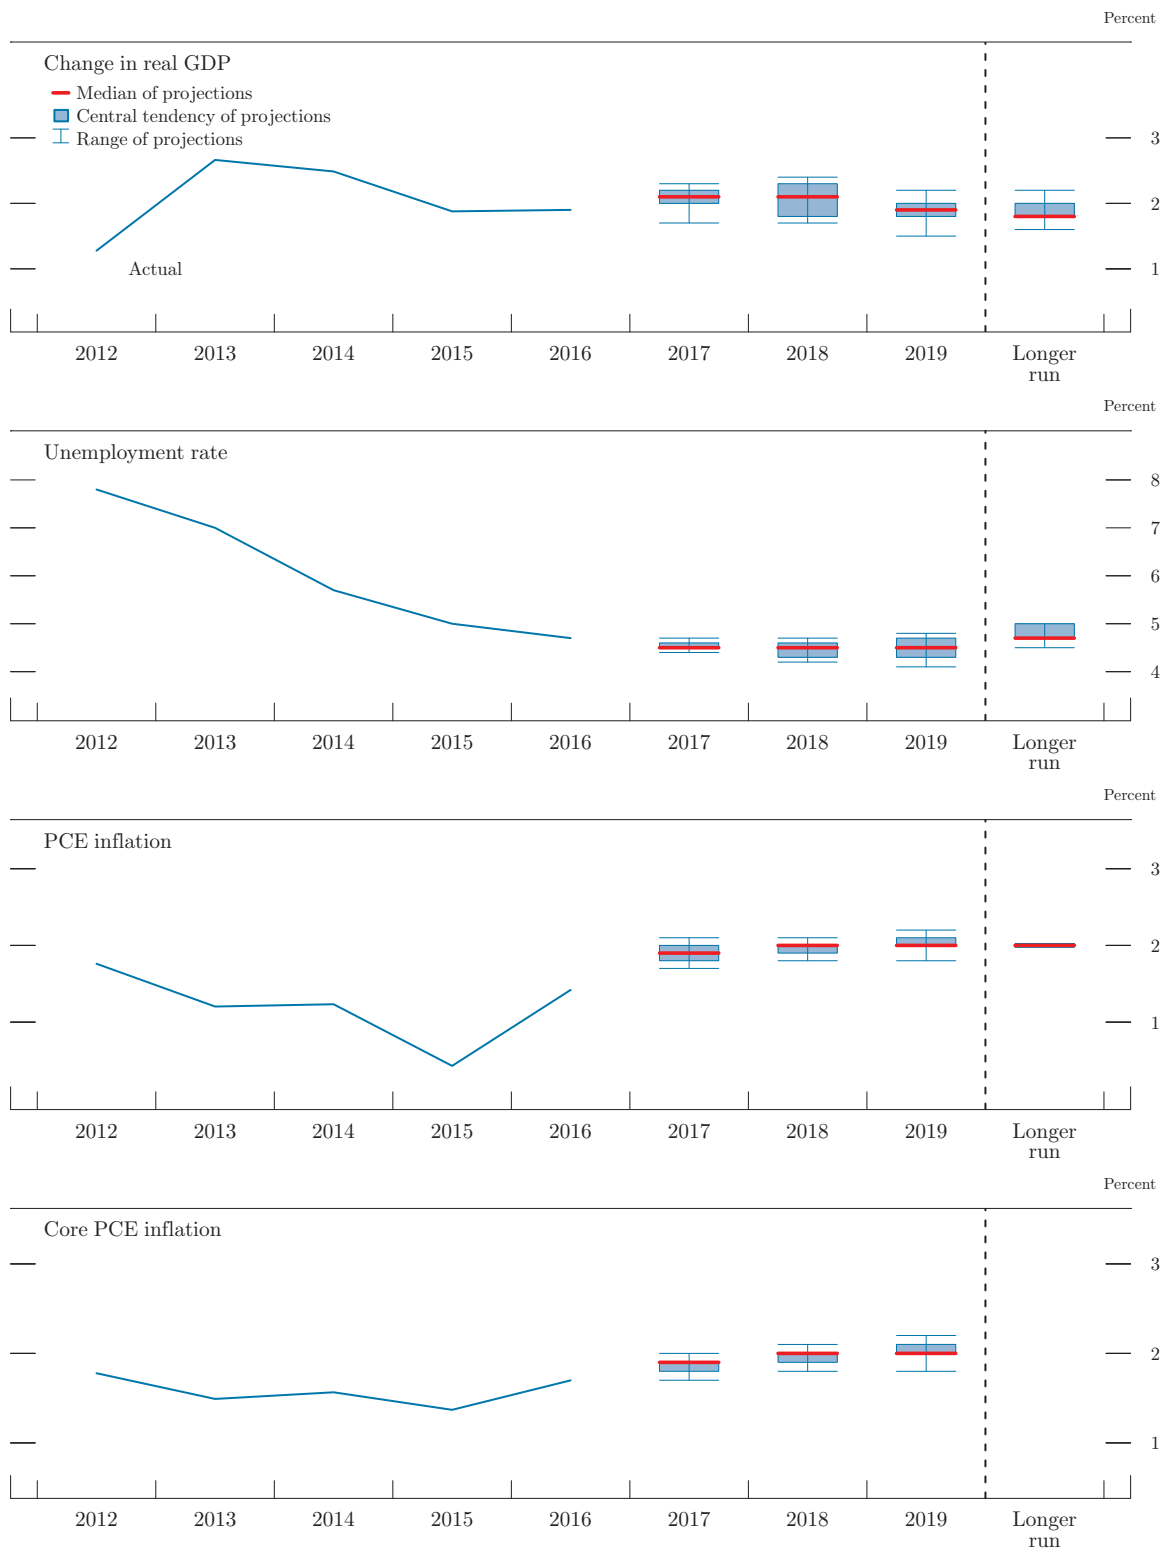 Percent
Change in real GDP
Median of projections
Central tendency of projections
Range of projections
3
2
Actual
1
2012 2013 2014 2015 2016 2017 2018 2019 Longer
run
Percent
Unemployment rate
8
7
6
5
4
2012 2013 2014 2015 2016 2017 2018 2019 Longer
run
Percent
PCE inflation
3
2
1
2012 2013 2014 2015 2016 2017 2018 2019 Longer
run
Percent
Core PCE inflation
3
2
1
2012 2013 2014 2015 2016 2017 2018 2019 Longer
run